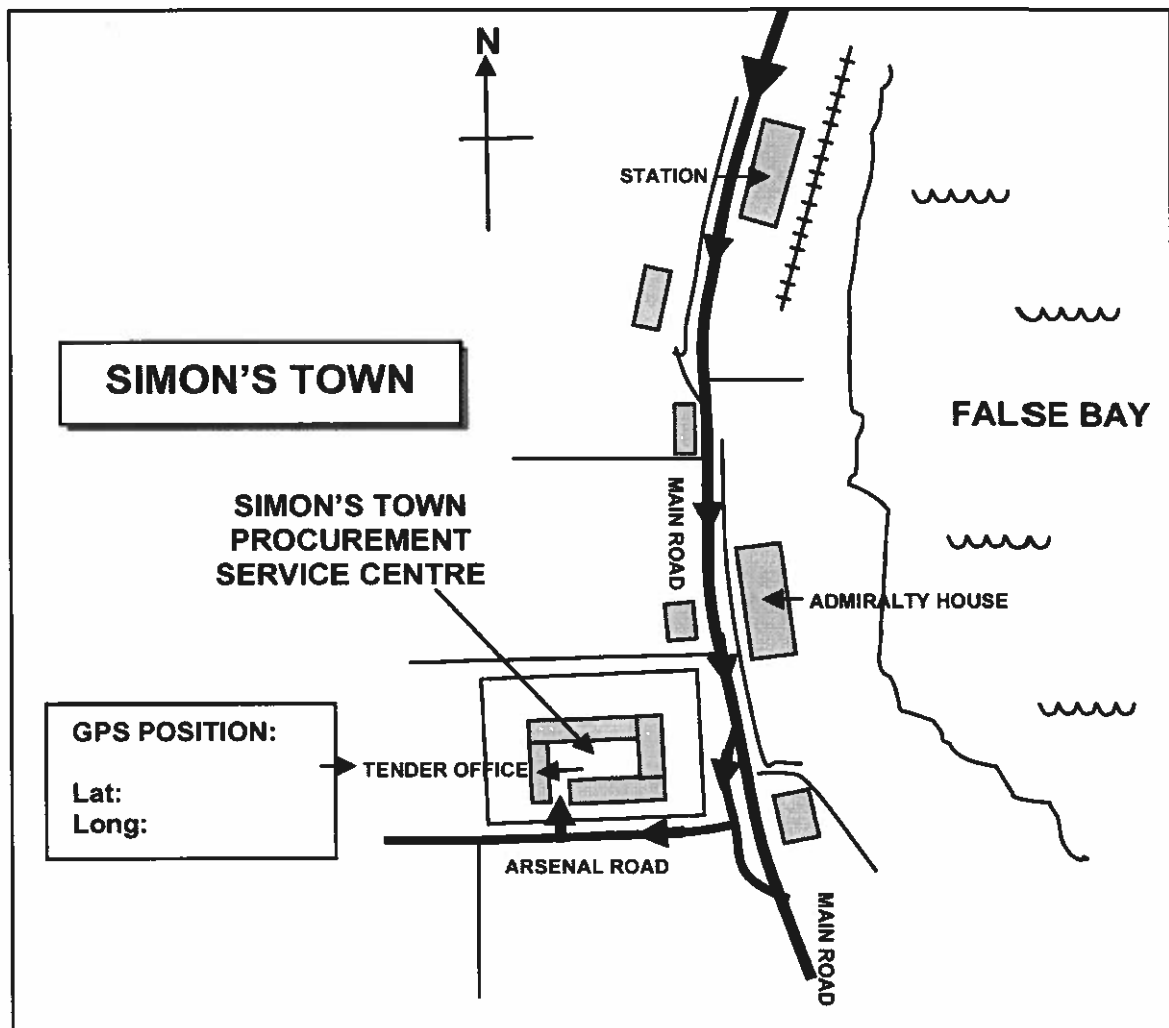 N
STATION
SIMON'S TOWN
FALSE BAY
MAIN ROAD
SIMON'S TOWN
PROCUREMENT
SERVICE CENTRE
ADMIRALTY HOUSE
GPS POSITION:
Lat:
Long:
TENDER OFFICE
ARSENAL ROAD
MAIN ROAD